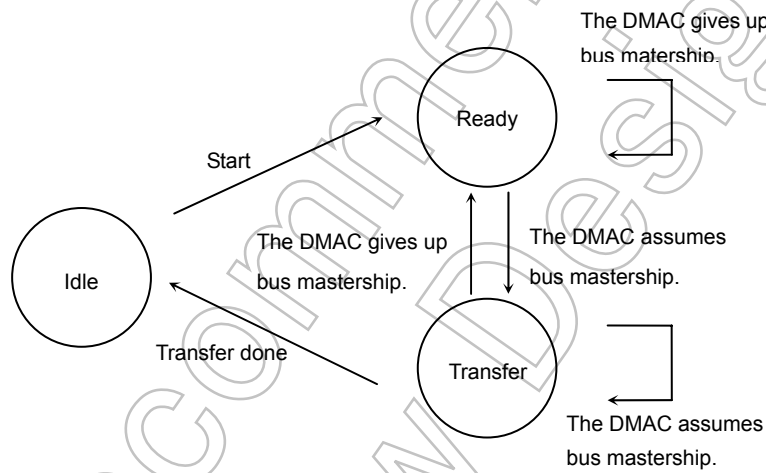 The DMAC gives up
bus matership.
Ready
Start
The DMAC gives up
bus mastership.
The DMAC assumes
bus mastership.
Idle
Transfer done
Transfer
The DMAC assumes
bus mastership.